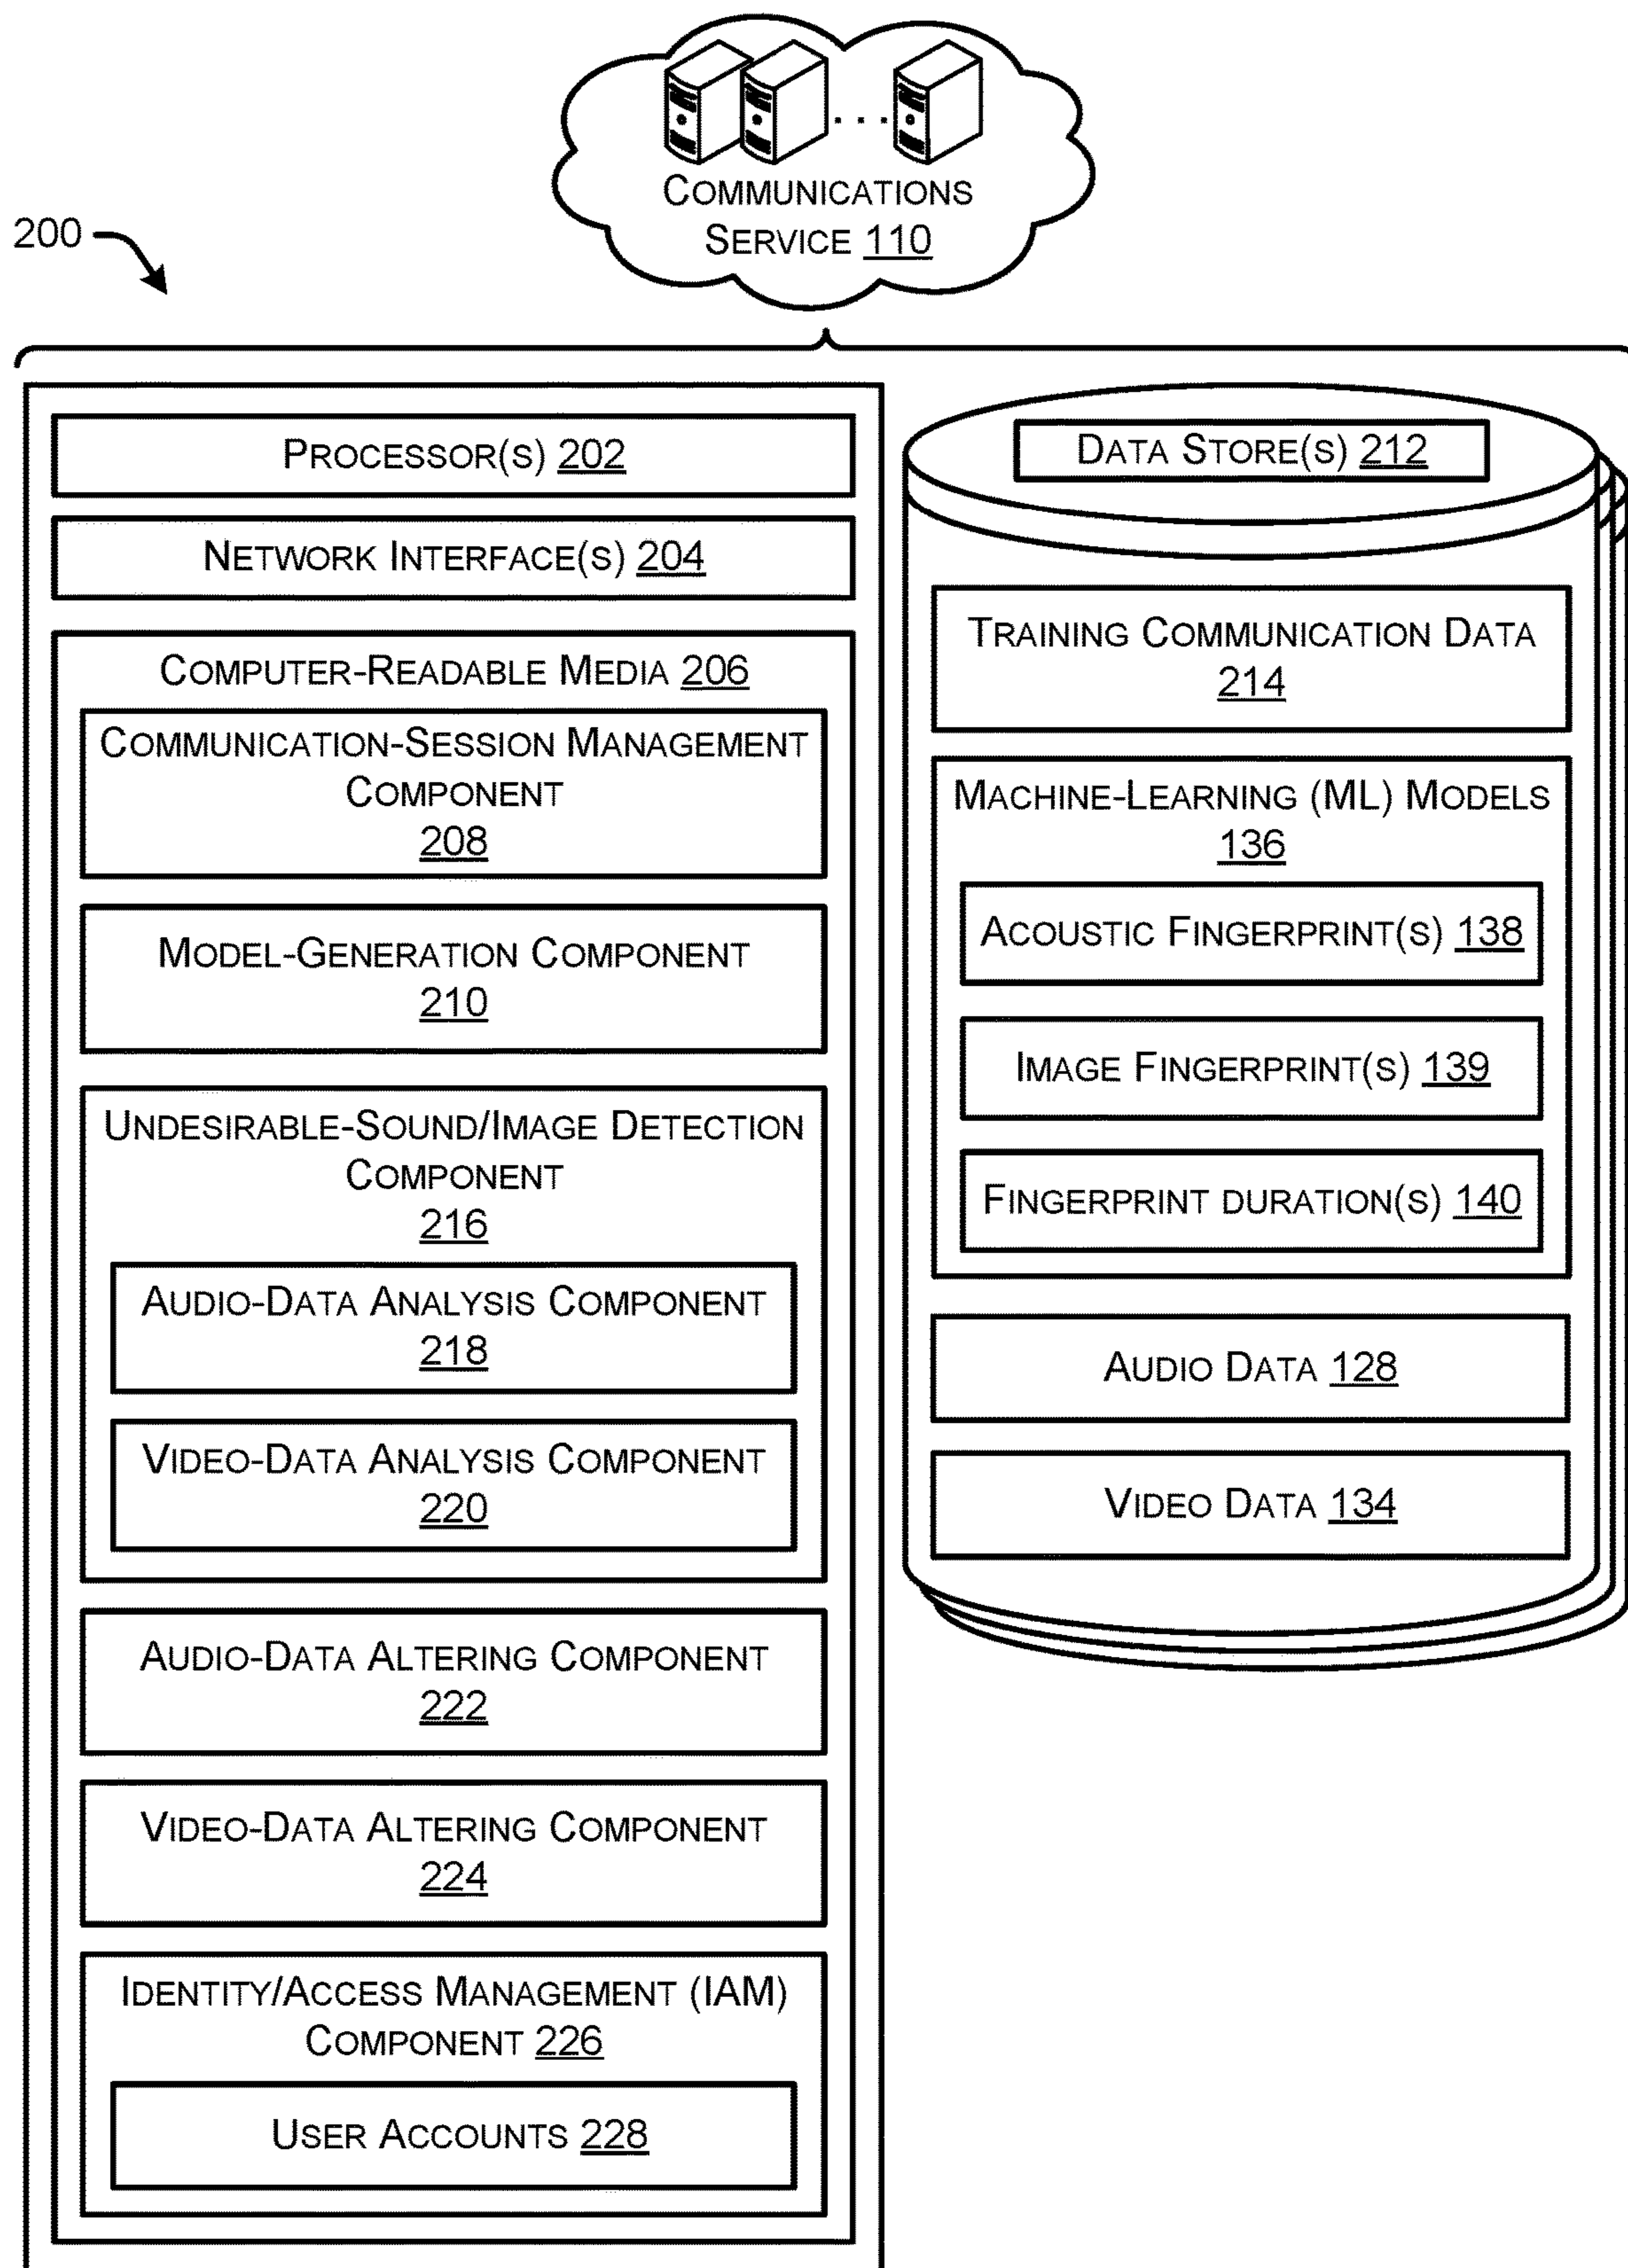 COMMUNICATIONS
SERVICE 110
200
PROCESSOR(S) 202
NETWORK INTERFACE(S) 204
COMPUTER-READABLE MEDIA 206
COMMUNICATION-SESSION MANAGEMENT
COMPONENT
208
MODEL-GENERATION COMPONENT
210
UNDESIRABLE-SOUND/IMAGE DETECTION
COMPONENT
216
AUDIO-DATA ANALYSIS COMPONENT
218
VIDEO-DATA ANALYSIS COMPONENT
220
AUDIO-DATA ALTERING COMPONENT
222
VIDEO-DATA ALTERING COMPONENT
224
IDENTITY/ACCESS MANAGEMENT (IAM)
COMPONENT 226
USER ACCOUNTS 228
DATA STORE(S) 212
TRAINING COMMUNICATION DATA
214
MACHINE-LEARNING (ML) MODELS
136
ACOUSTIC FINGERPRINT(S) 138
IMAGE FINGERPRINT(S) 139
FINGERPRINT DURATION(S) 140
AUDIO DATA 128
VIDEO DATA 134